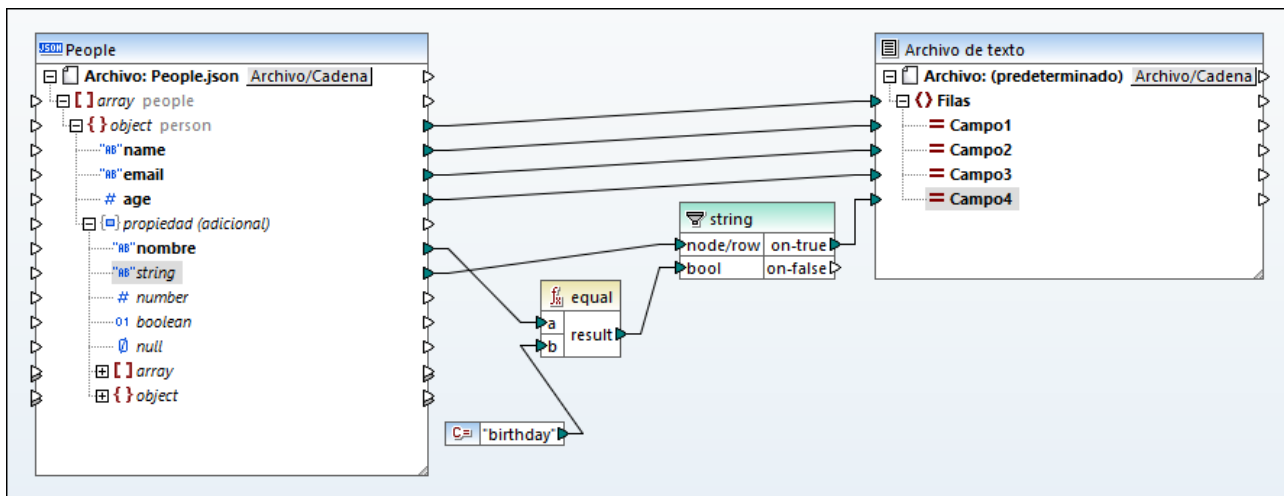 JSON People
Archivo: People.json Archivo/Cadena
[ ] array people
{ } object person
"AB" name
"AB" email
# age
{ } propiedad (adicional)
"AB" nombre
"AB" string
# number
01 boolean
null
[ ] array
{ } object
string
node/row on-true
bool on-false
equal
a
result
b
C= "birthday"
Archivo de texto
Archivo: (predeterminado) Archivo/Cadena
Filas
Campo1
Campo2
Campo3
Campo4